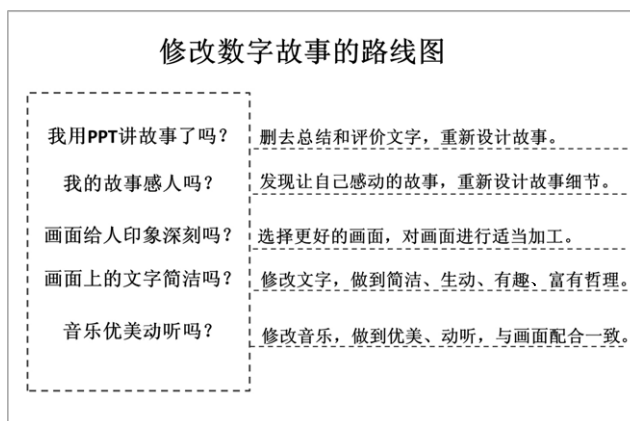 修改数字故事的路线图
我用PPT讲故事了吗？ 删去总结和评价文字，重新设计故事。
我的故事感人吗？ 发现让自己感动的故事，重新设计故事细节。
画面给人印象深刻吗？ 选择更好的画面，对画面进行适当加工。
画面上的文字简洁吗？ 修改文字，做到简洁、生动、有趣、富有哲理。
音乐优美动听吗？ 修改音乐，做到优美、动听，与画面配合一致。